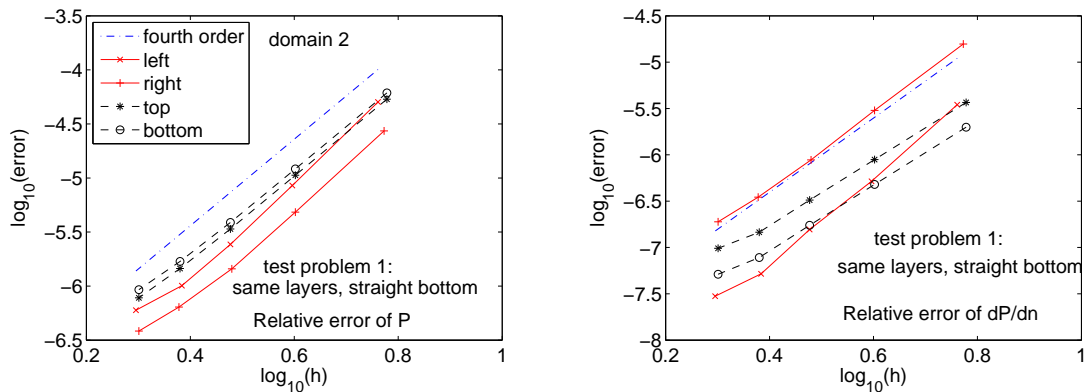 −3.5
−4
−4.5
−5
−5.5
−6
−6.5
0.2
0.4
0.6
0.8
1
log10(h)
log10(error)
fourth order
left
right
top
bottom
domain 2
test problem 1:
same layers, straight bottom
Relative error of P
−4.5
−5
−5.5
−6
−6.5
−7
−7.5
−8
0.2
0.4
0.6
0.8
1
log10(h)
log10(error)
test problem 1:
same layers, straight bottom
Relative error of dP/dn